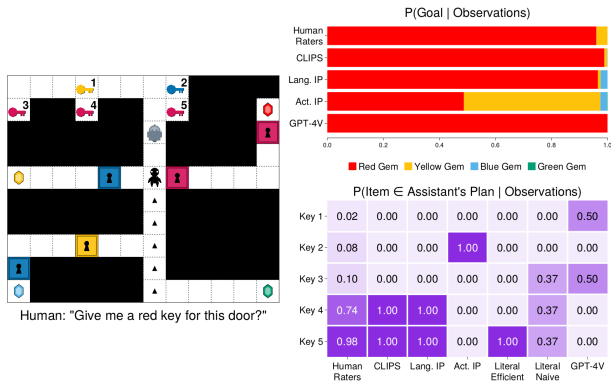 1
2
3
4
5
Human: "Give me a red key for this door?"
P(Goal | Observations)
Human
Raters
CLIPS
Lang. IP
Act. IP
GPT-4V
0.0 0.2 0.4 0.6 0.8 1.0
Red Gem Yellow Gem Blue Gem Green Gem
P(Item ∈ Assistant's Plan | Observations)
Key 1 0.02 0.00 0.00 0.00 0.00 0.00 0.50
Key 2 0.08 0.00 0.00 1.00 0.00 0.00 0.00
Key 3 0.10 0.00 0.00 0.00 0.00 0.37 0.50
Key 4 0.74 1.00 1.00 0.00 0.00 0.37 0.00
Key 5 0.98 1.00 1.00 0.00 1.00 0.37 0.00
Human CLIPS Lang. IP Act. IP Literal Literal GPT-4V
Raters Efficient Naive